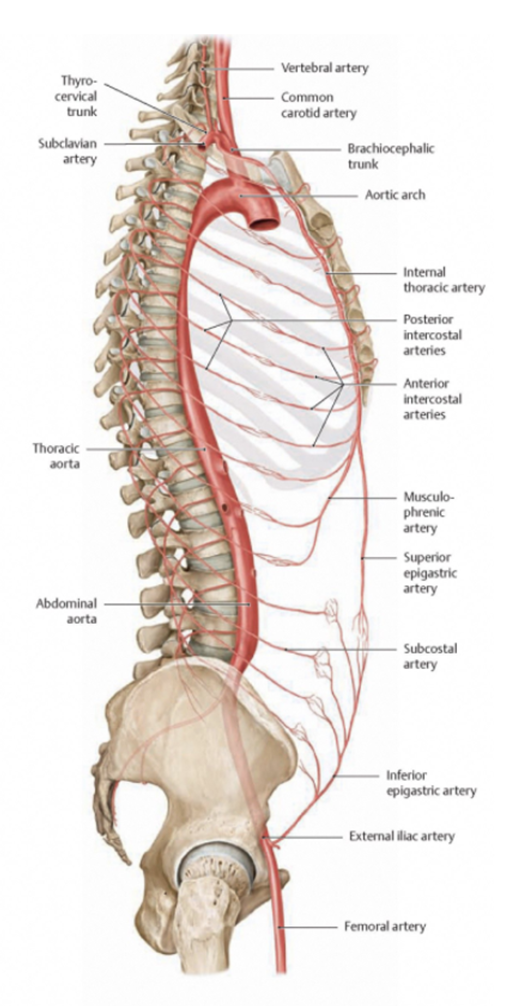 Vertebral artery
Thyro-
cervical
trunk
Common
carotid artery
Subclavian
artery
Brachiocephalic
trunk
Aortic arch
Internal
thoracic artery
Posterior
intercostal
arteries
Anterior
intercostal
arteries
Thoracic
aorta
Musculo-
phrenic
artery
Superior
epigastric
artery
Abdominal
aorta
Subcostal
artery
Inferior
epigastric artery
External iliac artery
Femoral artery